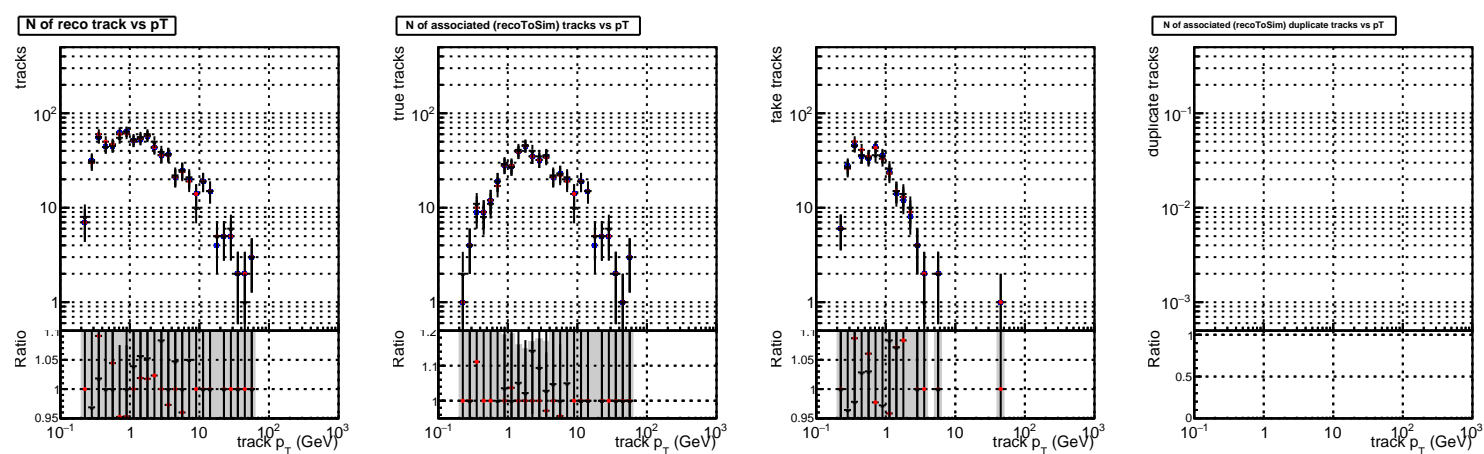 N of reco track vs pT
tracks
10²
10
1
Ratio
1.1
1.05
1
0.95
10⁻¹ 1 10 10² 10³
track p_T (GeV)
N of associated (recoToSim) tracks vs pT
true tracks
10²
10
1
Ratio
1.2
1.1
1
10⁻¹ 1 10 10² 10³
track p_T (GeV)
fake tracks
10²
10
1
Ratio
1.1
1.05
1
0.95
10⁻¹ 1 10 10² 10³
track p_T (GeV)
N of associated (recoToSim) duplicate tracks vs pT
duplicate tracks
10⁻¹
10⁻²
10⁻³
Ratio
1
0.5
0
10⁻¹ 1 10 10² 10³
track p_T (GeV)